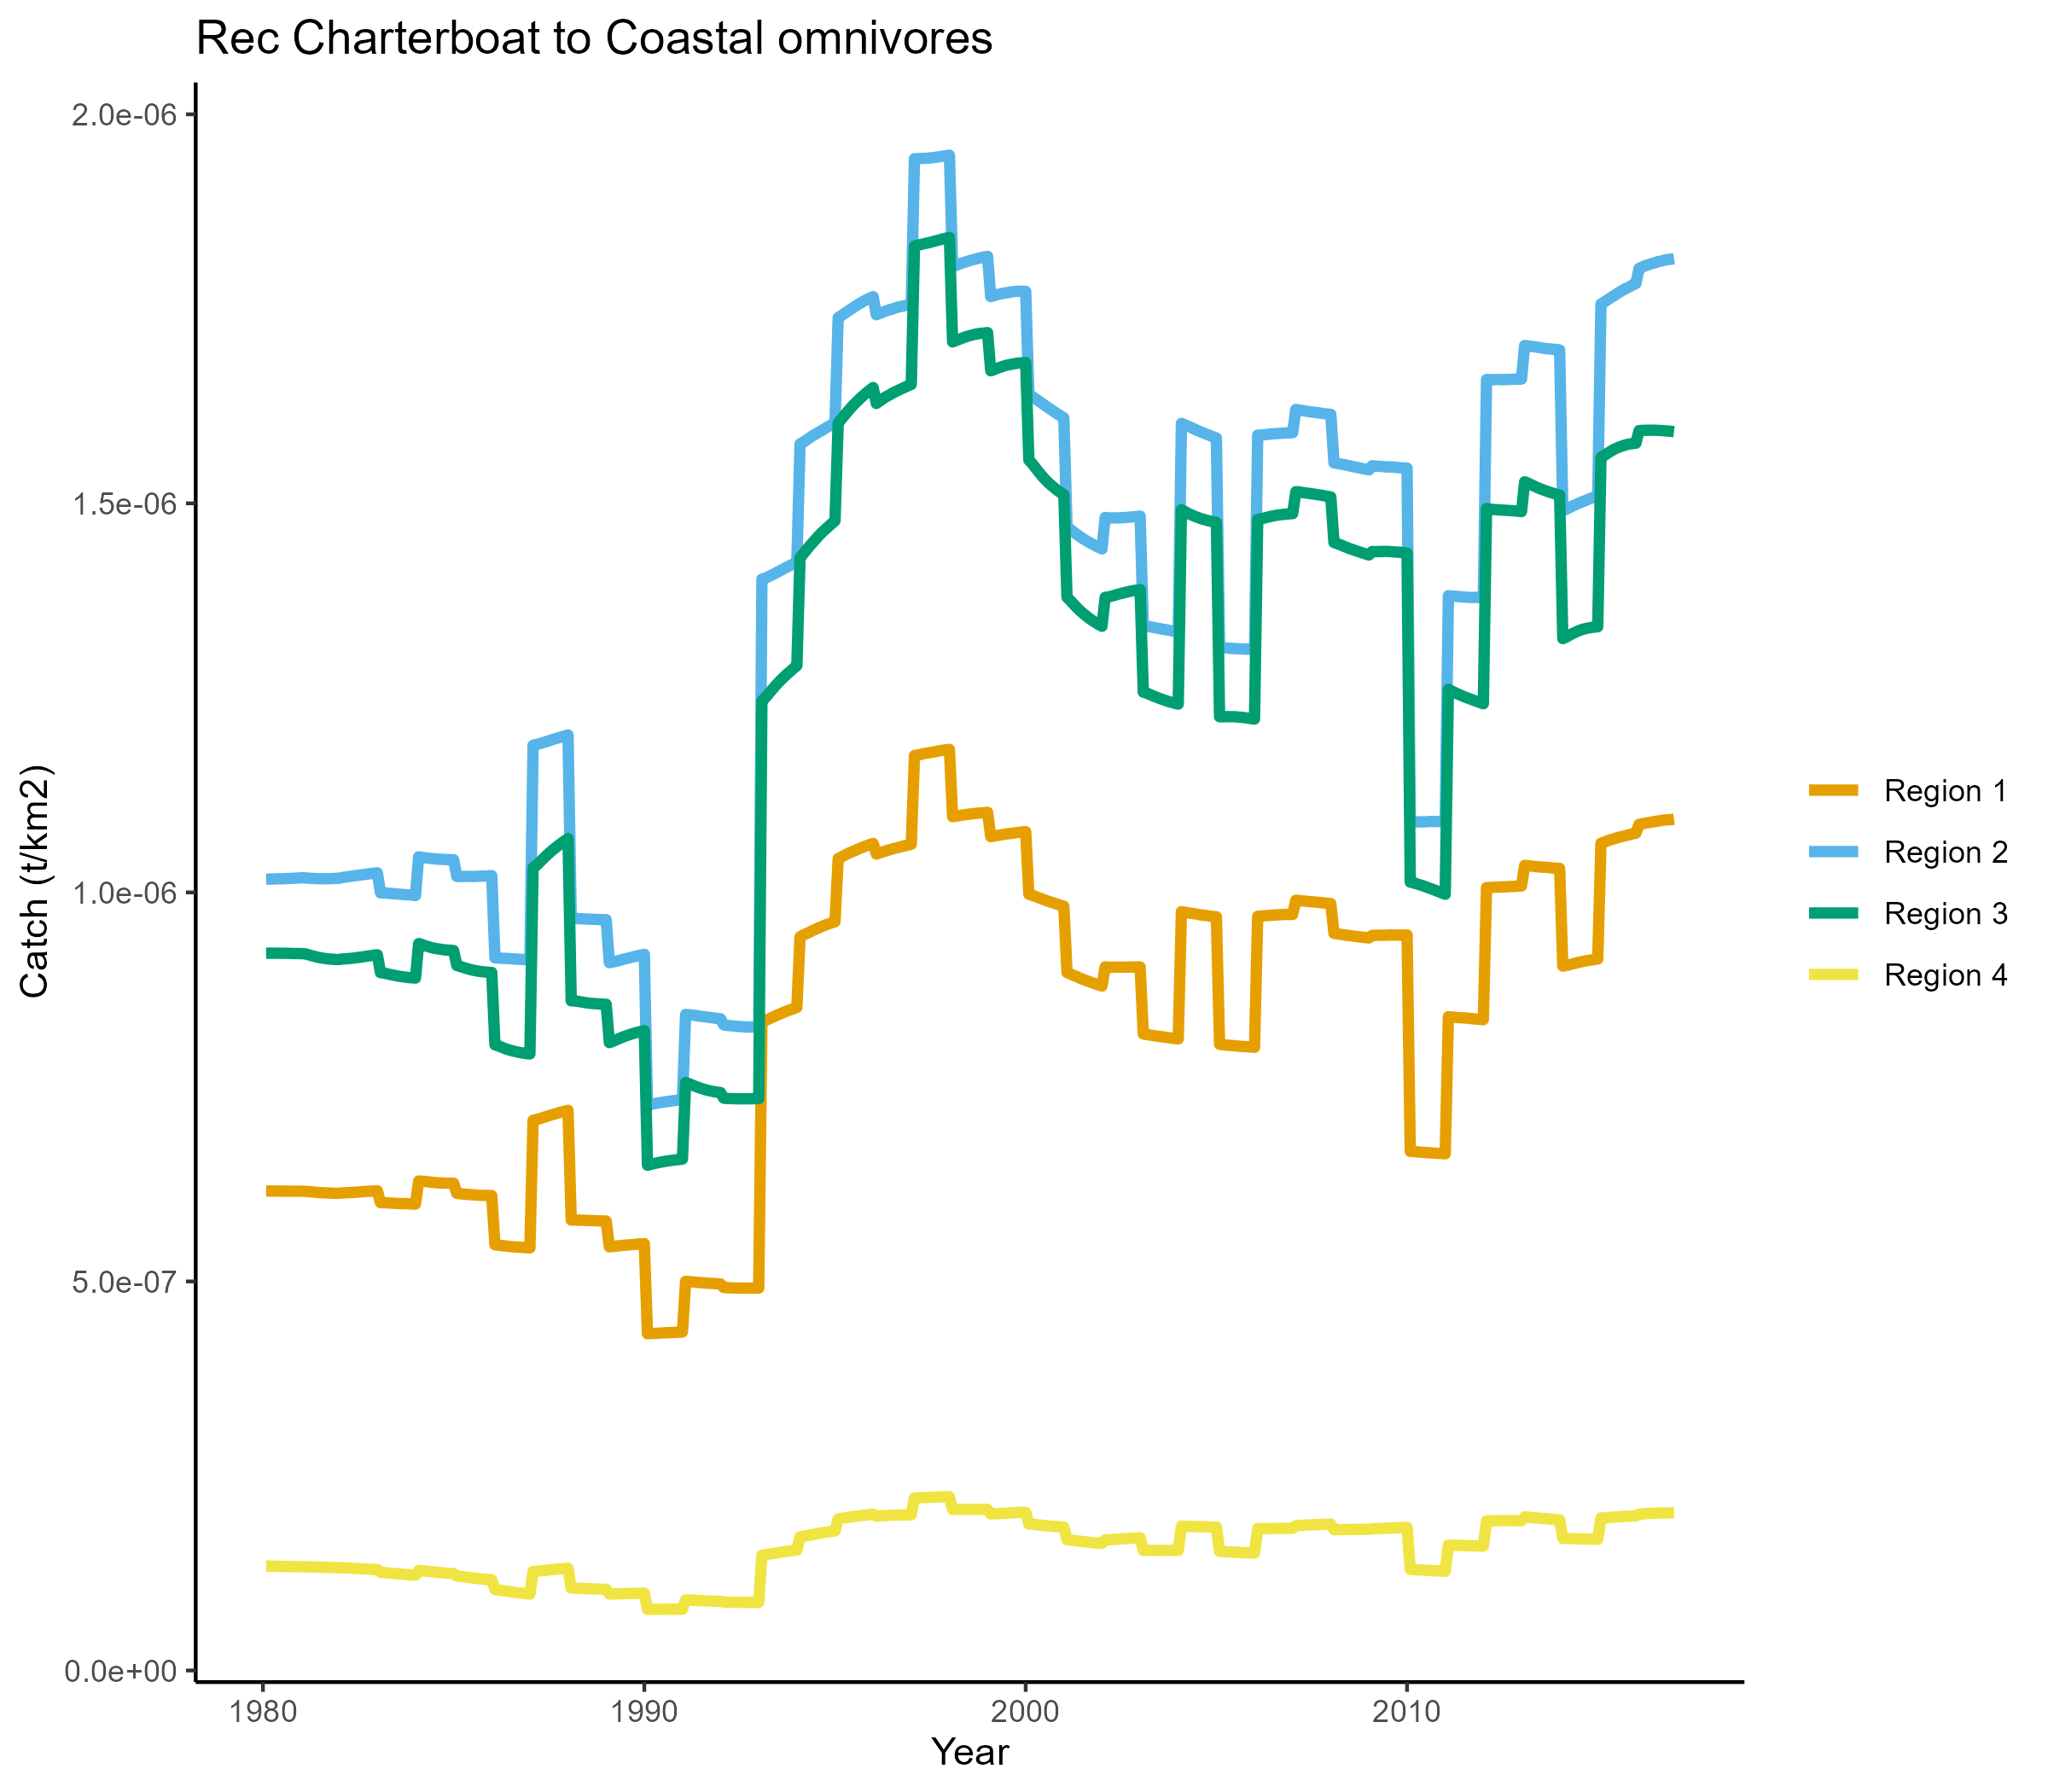 Rec Charterboat to Coastal omnivores
2.0e-06
1.5e-06
1.0e-06
5.0e-07
0.0e+00
Catch (t/km2)
1980
1990
2000
2010
Year
Region 1
Region 2
Region 3
Region 4